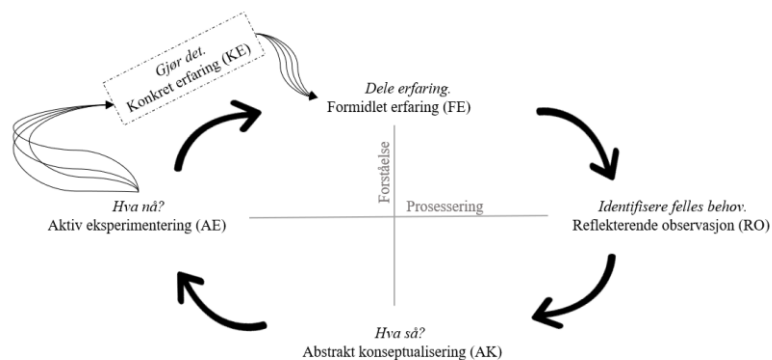 Gjør det.
Konkret erfaring (KE)
Dele erfaring.
Formidlet erfaring (FE)
Forståelse
Prosessering
Hva nå?
Aktiv eksperimentering (AE)
Identifisere felles behov.
Reflekterende observasjon (RO)
Hva så?
Abstrakt konseptualisering (AK)